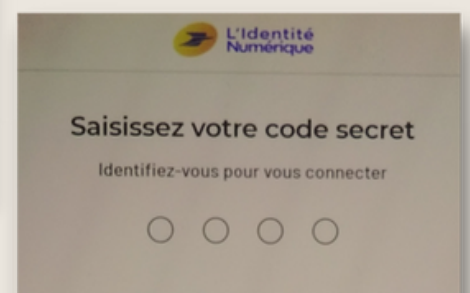 L'Identité
Numérique
Saisissez votre code secret
Identifiez-vous pour vous connecter